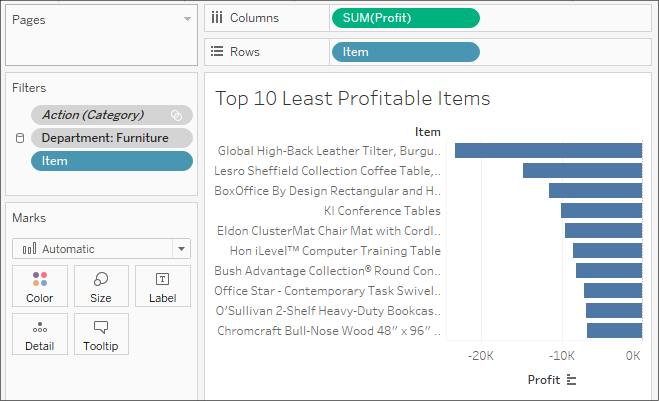 Pages
Columns
SUM(Profit)
Rows
Item
Filters
Action (Category)
Department: Furniture
Item
Marks
Automatic
Color
Size
Label
Detail
Tooltip
Top 10 Least Profitable Items
Item
Global High-Back Leather Tilter, Burgu..
Lesro Sheffield Collection Coffee Table,..
BoxOffice By Design Rectangular and H..
KI Conference Tables
Eldon ClusterMat Chair Mat with Cordl..
Hon iLevel™ Computer Training Table
Bush Advantage Collection® Round Con..
Office Star - Contemporary Task Swivel..
O’Sullivan 2-Shelf Heavy-Duty Bookcas..
Chromcraft Bull-Nose Wood 48” x 96” ..
-20K -10K 0K
Profit